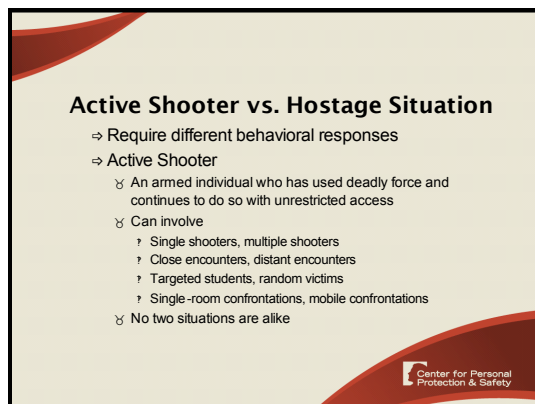 Active Shooter vs. Hostage Situation
⇨ Require different behavioral responses
⇨ Active Shooter
♉ An armed individual who has used deadly force and
continues to do so with unrestricted access
♉ Can involve
? Single shooters, multiple shooters
? Close encounters, distant encounters
? Targeted students, random victims
? Single-room confrontations, mobile confrontations
♉ No two situations are alike
Center for Personal
Protection & Safety